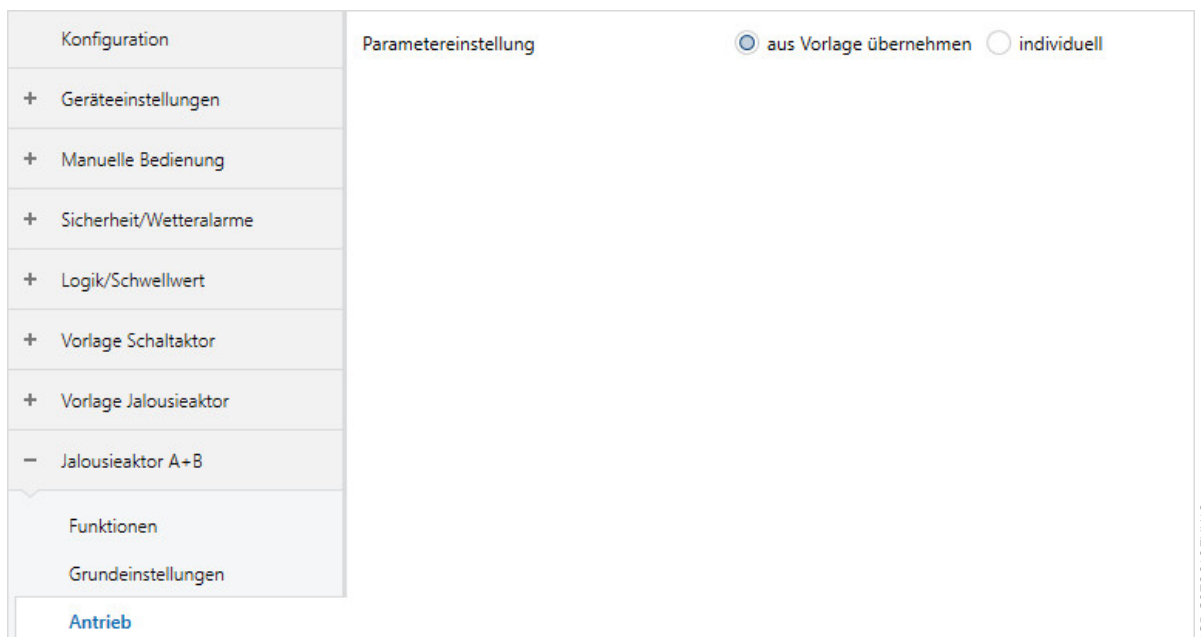 Konfiguration
Parametereinstellung
aus Vorlage übernehmen
individuell
+ Geräteeinstellungen
+ Manuelle Bedienung
+ Sicherheit/Wetteralarme
+ Logik/Schwellwert
+ Vorlage Schaltaktor
+ Vorlage Jalousieaktor
− Jalousieaktor A+B
Funktionen
Grundeinstellungen
Antrieb